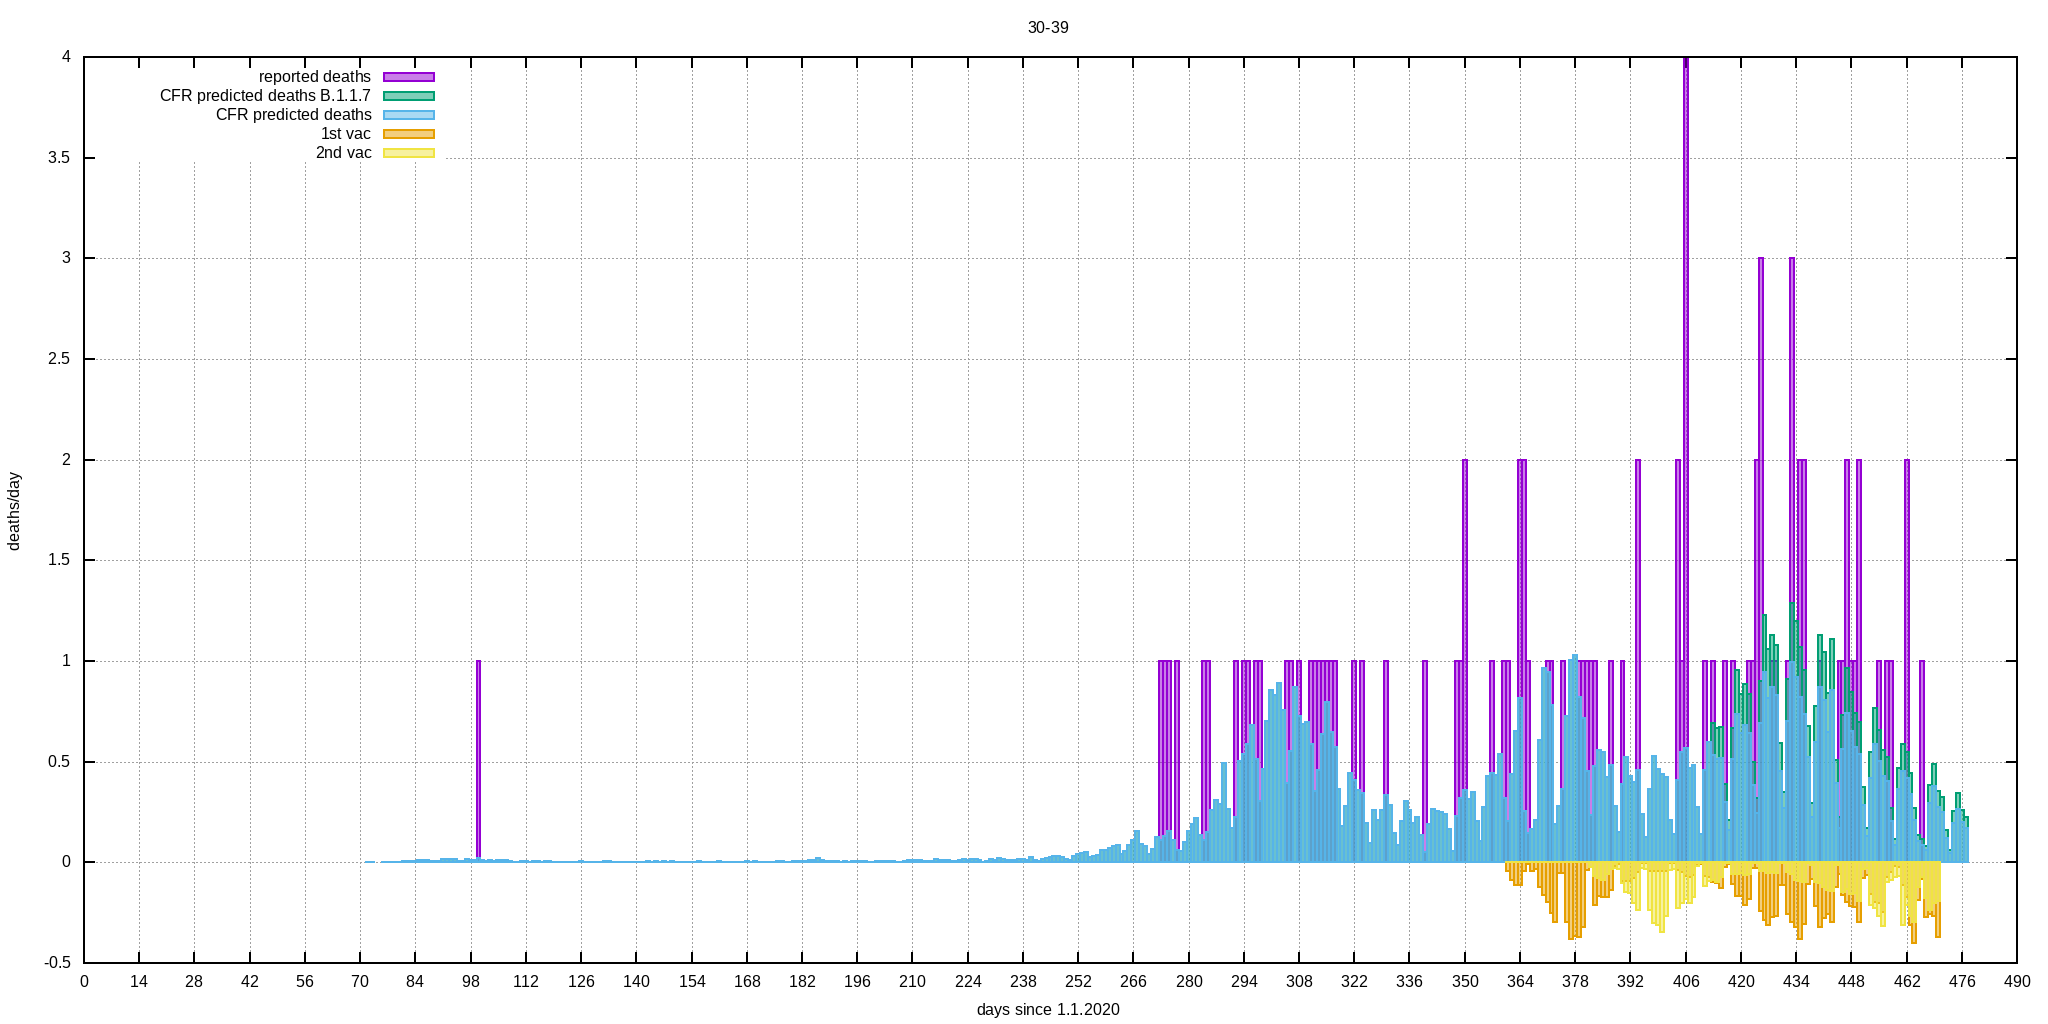 30-39
4
reported deaths
CFR predicted deaths B.1.1.7
CFR predicted deaths
1st vac
2nd vac
3.5
3
2.5
2
1.5
1
0.5
0
-0.5
deaths/day
0 14 28 42 56 70 84 98 112 126 140 154 168 182 196 210 224 238 252 266 280 294 308 322 336 350 364 378 392 406 420 434 448 462 476 490
days since 1.1.2020